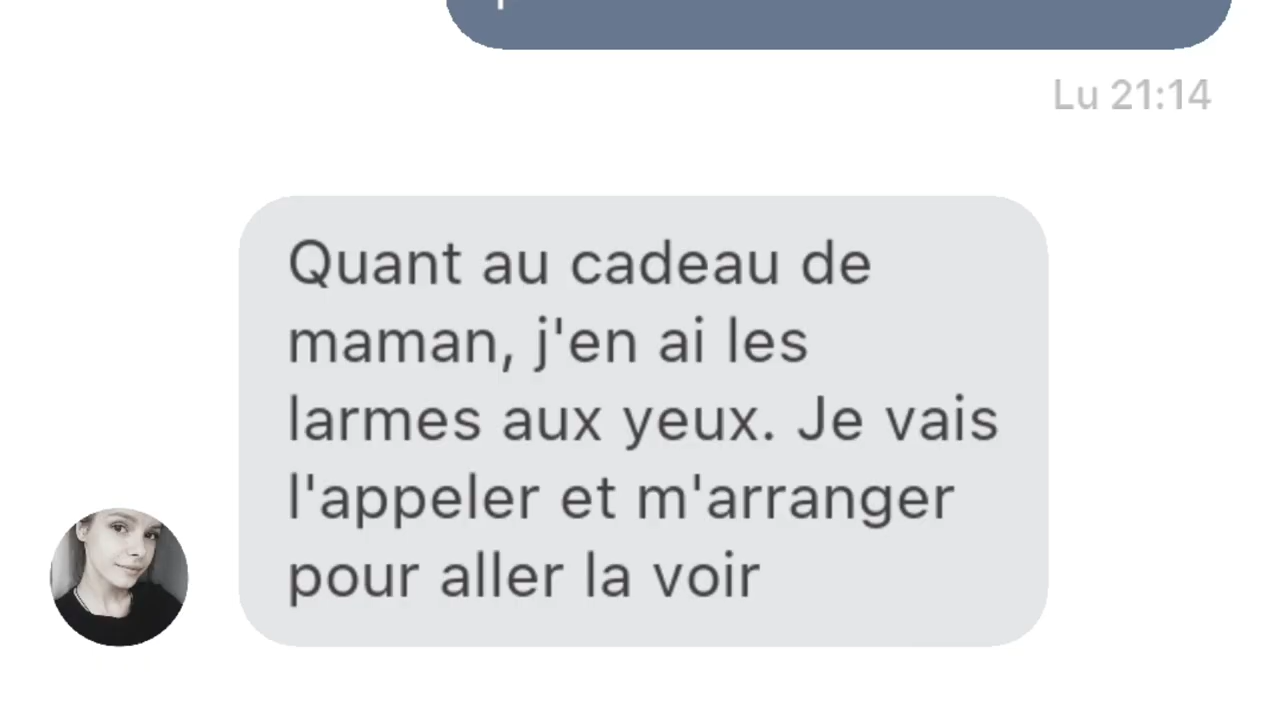 Lu 21:14
Quant au cadeau de
maman, j'en ai les
larmes aux yeux. Je vais
l'appeler et m'arranger
pour aller la voir